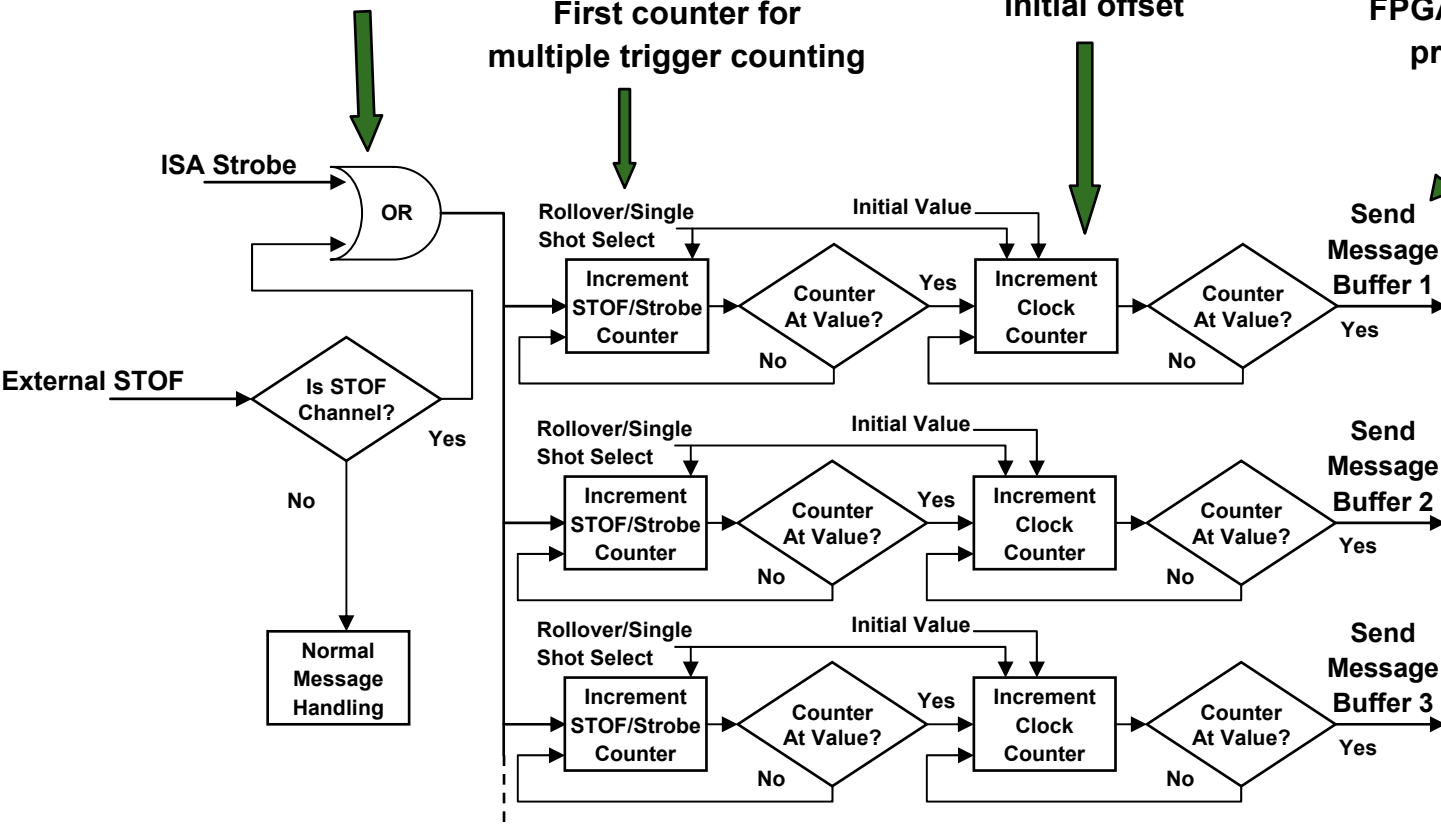 First counter for
multiple trigger counting
initial offset
FPGA
pr
ISA Strobe
OR
External STOF
Is STOF
Channel?
Yes
No
Normal
Message
Handling
Rollover/Single
Shot Select
Initial Value
Increment
STOF/Strobe
Counter
Counter
At Value?
Yes
No
Increment
Clock
Counter
Counter
At Value?
No
Send
Message
Buffer 1
Yes
Rollover/Single
Shot Select
Initial Value
Increment
STOF/Strobe
Counter
Counter
At Value?
Yes
No
Increment
Clock
Counter
Counter
At Value?
No
Send
Message
Buffer 2
Yes
Rollover/Single
Shot Select
Initial Value
Increment
STOF/Strobe
Counter
Counter
At Value?
Yes
No
Increment
Clock
Counter
Counter
At Value?
No
Send
Message
Buffer 3
Yes